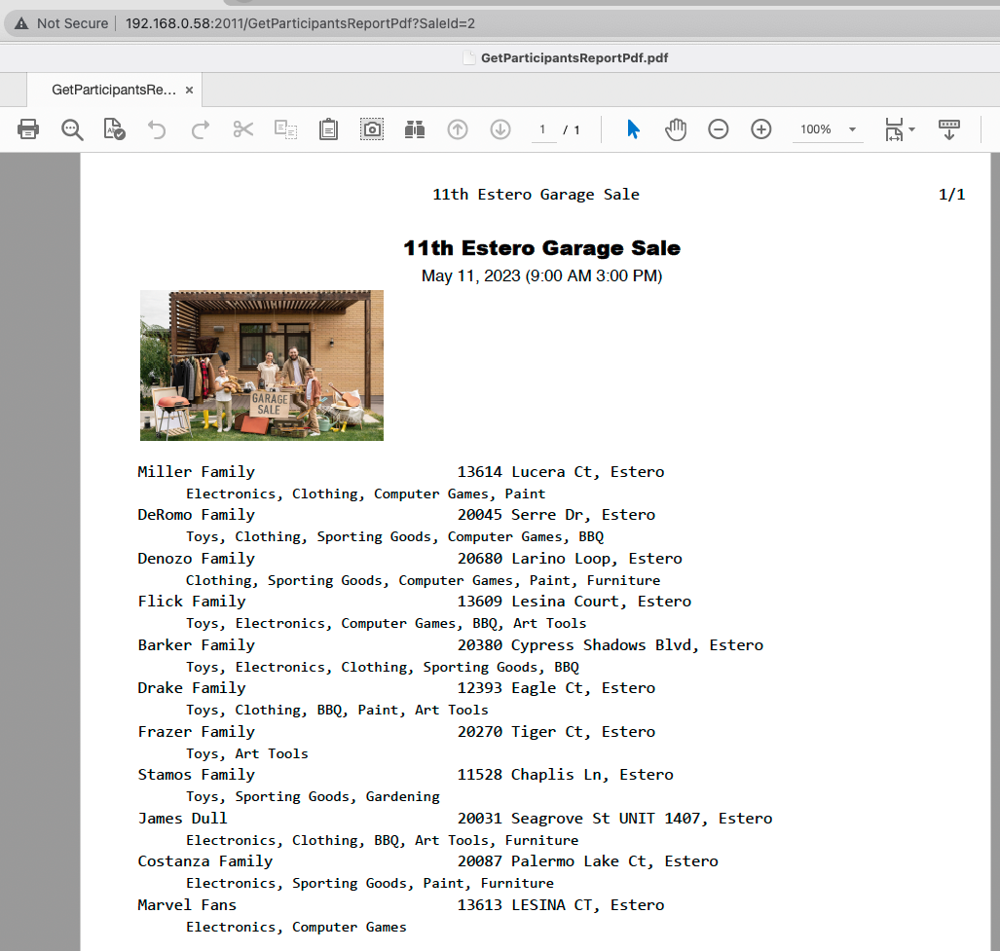 Not Secure | 192.168.0.58:2011/GetParticipantsReportPdf?SaleId=2
GetParticipantsReportPdf.pdf
GetParticipantsRe... ×
1 / 1 100%
11th Estero Garage Sale 1/1
11th Estero Garage Sale
May 11, 2023 (9:00 AM 3:00 PM)
GARAGE
SALE
Miller Family 13614 Lucera Ct, Estero
Electronics, Clothing, Computer Games, Paint
DeRomo Family 20045 Serre Dr, Estero
Toys, Clothing, Sporting Goods, Computer Games, BBQ
Denozo Family 20680 Larino Loop, Estero
Clothing, Sporting Goods, Computer Games, Paint, Furniture
Flick Family 13609 Lesina Court, Estero
Toys, Electronics, Computer Games, BBQ, Art Tools
Barker Family 20380 Cypress Shadows Blvd, Estero
Toys, Electronics, Clothing, Sporting Goods, BBQ
Drake Family 12393 Eagle Ct, Estero
Toys, Clothing, BBQ, Paint, Art Tools
Frazer Family 20270 Tiger Ct, Estero
Toys, Art Tools
Stamos Family 11528 Chaplis Ln, Estero
Toys, Sporting Goods, Gardening
James Dull 20031 Seagrove St UNIT 1407, Estero
Electronics, Clothing, BBQ, Art Tools, Furniture
Costanza Family 20087 Palermo Lake Ct, Estero
Electronics, Sporting Goods, Paint, Furniture
Marvel Fans 13613 LESINA CT, Estero
Electronics, Computer Games